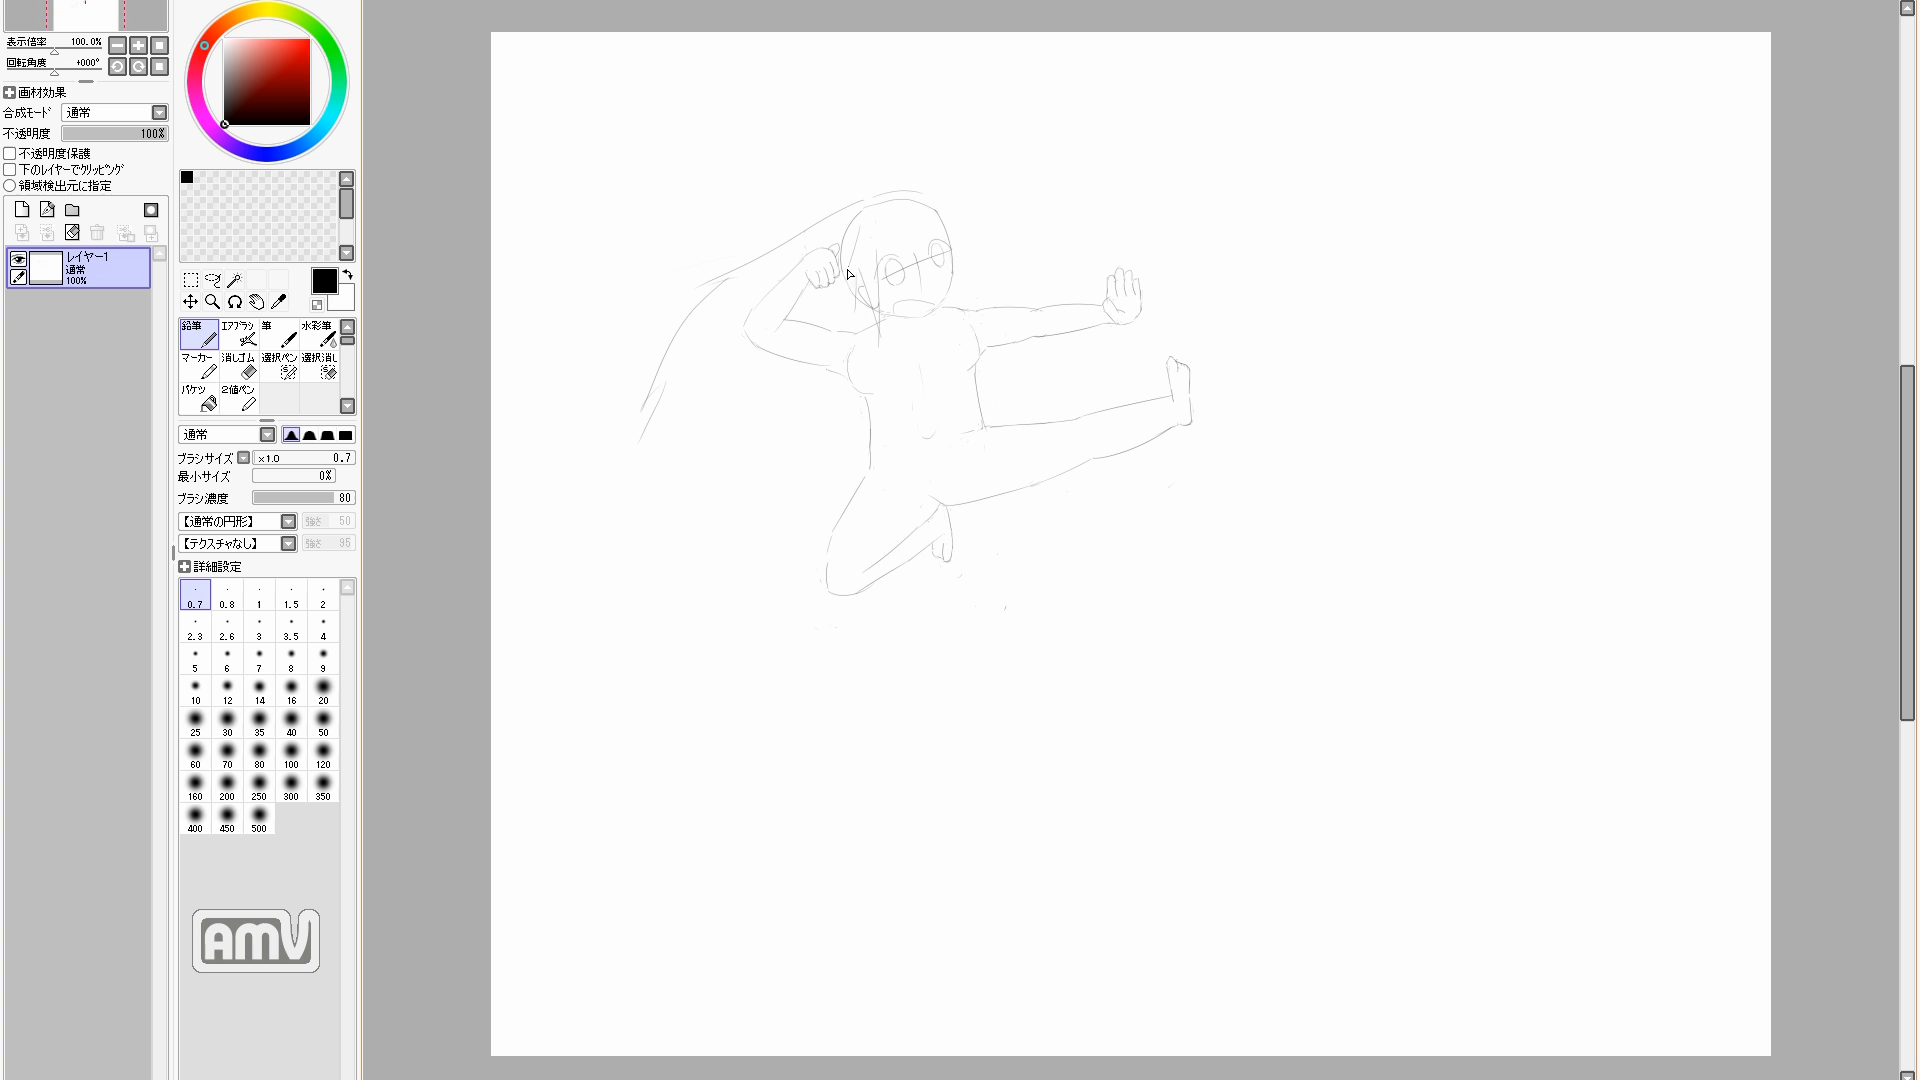 表示倍率 100.0%
回転角度 +000°
画材効果
合成モード 通常
不透明度 100%
不透明度保護
下のレイヤーでクリッピング
領域検出元に指定
レイヤー1
通常
100%
鉛筆 エアブラシ 筆 水彩筆
マーカー 消しゴム 選択ペン 選択消し
バケツ 2値ペン
通常
ブラシサイズ ×1.0 0.7
最小サイズ 0%
ブラシ濃度 80
【通常の円形】 強さ 50
【テクスチャなし】 強さ 95
詳細設定
0.7 0.8 1 1.5 2
2.3 2.6 3 3.5 4
5 6 7 8 9
10 12 14 16 20
25 30 35 40 50
60 70 80 100 120
160 200 250 300 350
400 450 500
AMV